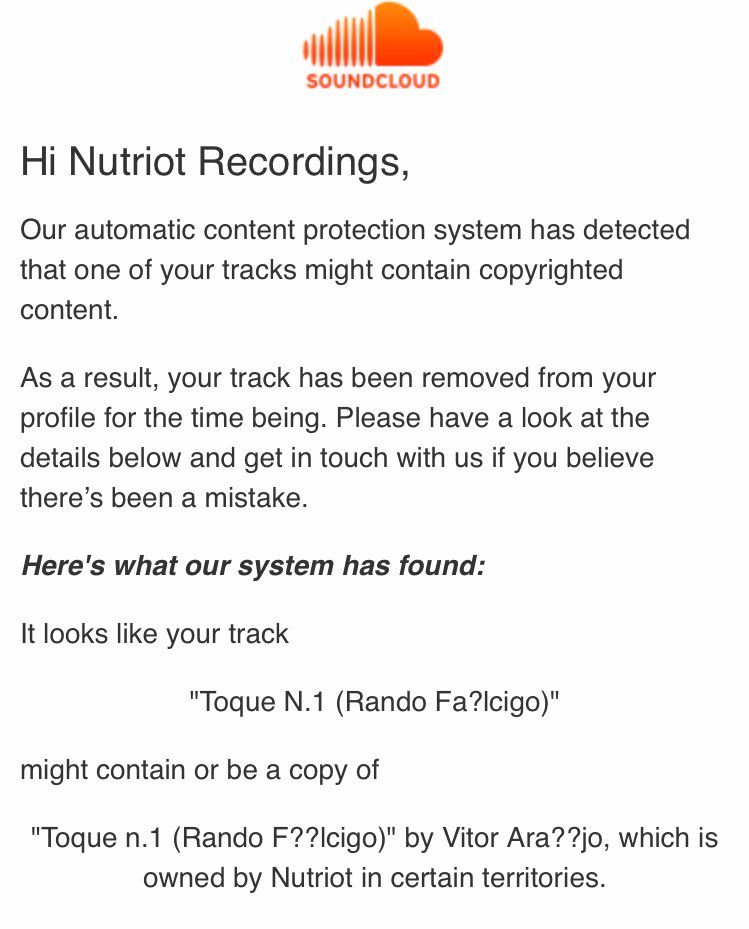 SOUNDCLOUD
Hi Nutriot Recordings,
Our automatic content protection system has detected
that one of your tracks might contain copyrighted
content.
As a result, your track has been removed from your
profile for the time being. Please have a look at the
details below and get in touch with us if you believe
there’s been a mistake.
Here's what our system has found:
It looks like your track
"Toque N.1 (Rando Fa?lcigo)"
might contain or be a copy of
"Toque n.1 (Rando F??lcigo)" by Vitor Ara??jo, which is
owned by Nutriot in certain territories.